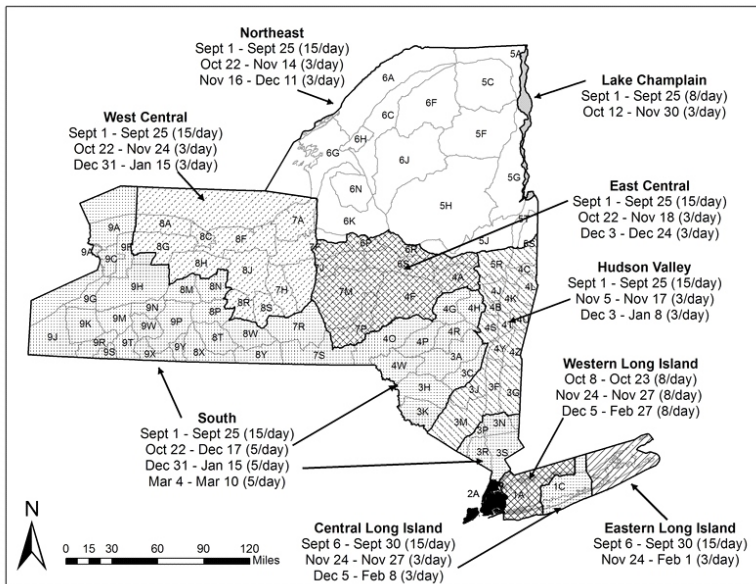 Northeast
Sept 1 - Sept 25 (15/day)
Oct 22 - Nov 14 (3/day)
Nov 16 - Dec 11 (3/day)
Lake Champlain
Sept 1 - Sept 25 (8/day)
Oct 12 - Nov 30 (3/day)
West Central
Sept 1 - Sept 25 (15/day)
Oct 22 - Nov 24 (3/day)
Dec 31 - Jan 15 (3/day)
East Central
Sept 1 - Sept 25 (15/day)
Oct 22 - Nov 18 (3/day)
Dec 3 - Dec 24 (3/day)
Hudson Valley
Sept 1 - Sept 25 (15/day)
Nov 5 - Nov 17 (3/day)
Dec 3 - Jan 8 (3/day)
Western Long Island
Oct 8 - Oct 23 (8/day)
Nov 24 - Nov 27 (8/day)
Dec 5 - Feb 27 (8/day)
South
Sept 1 - Sept 25 (15/day)
Oct 22 - Dec 17 (5/day)
Dec 31 - Jan 15 (5/day)
Mar 4 - Mar 10 (5/day)
Central Long Island
Sept 6 - Sept 30 (15/day)
Nov 24 - Nov 27 (3/day)
Dec 5 - Feb 8 (3/day)
Eastern Long Island
Sept 6 - Sept 30 (15/day)
Nov 24 - Feb 1 (3/day)
5A
6A
5C
6C
6F
5F
6H
6G
6J
5G
6N
5H
6K
5J
6P
6R
6S
7M
4F
4A
7P
7A
8A
8C
8F
8G
8H
8J
7H
8R
8S
9A
9C
9F
9H
8M
8N
9G
9N
8P
9M
9K
9W
9P
9J
9R
9T
8T
8W
7R
9S
9X
9Y
8X
8Y
7S
5R
4C
4J
4L
4B
4K
4G
4H
4S
4R
4O
4P
4Y
4Z
3A
4W
3C
3H
3J
3F
3G
3K
3M
3N
3P
3R
3S
2A
1A
1C
N
0 15 30 60 90 120
Miles